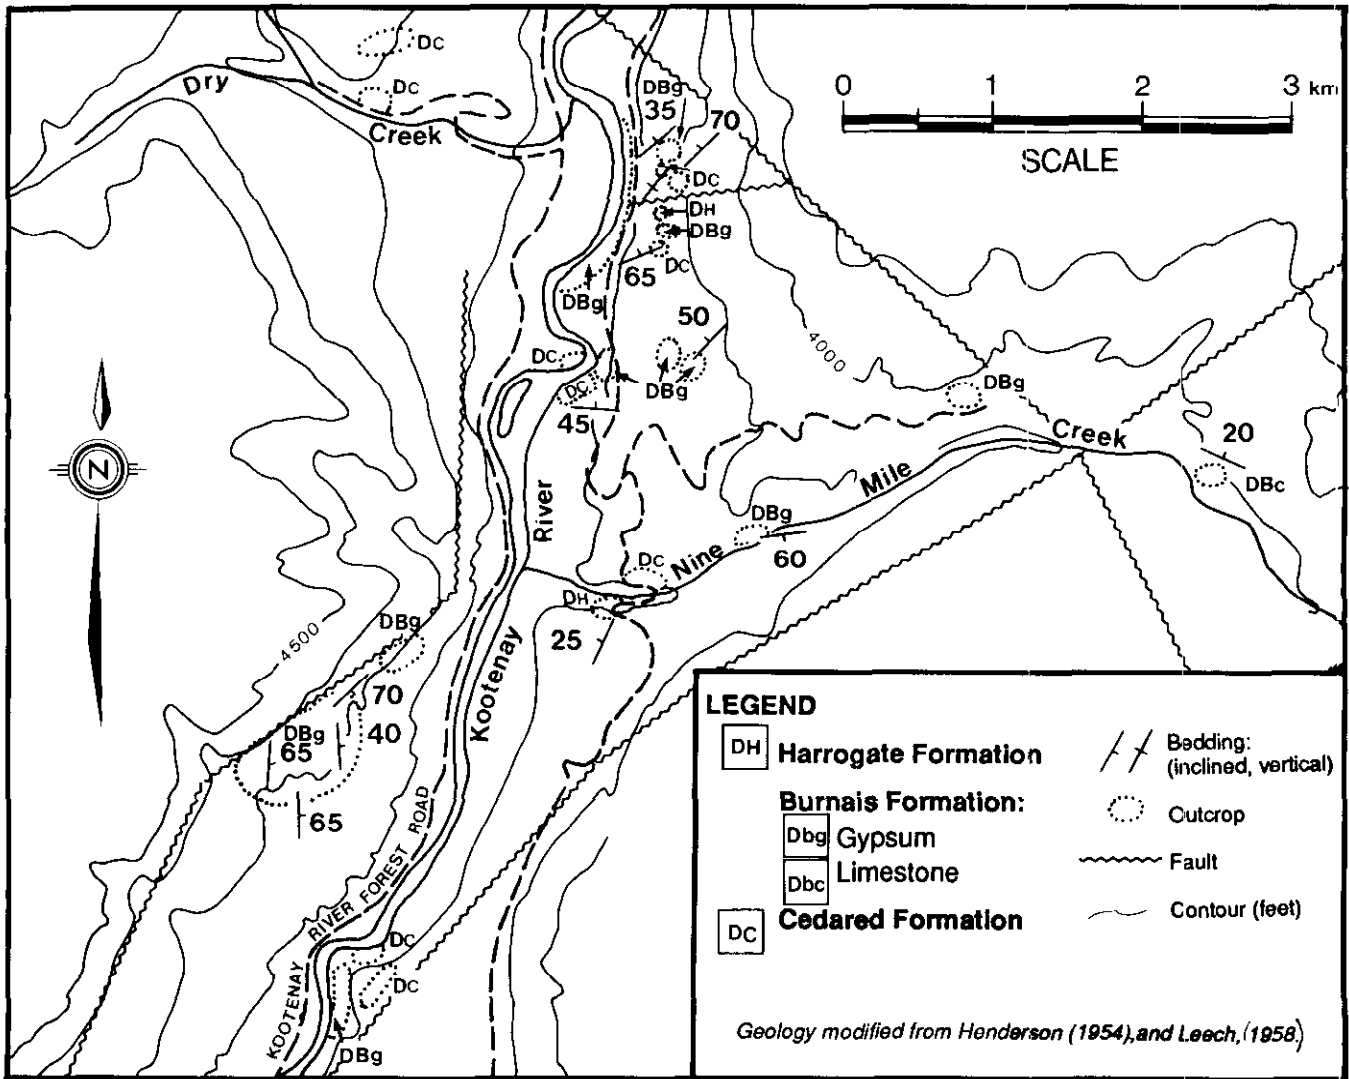 DC
DC
Dry
Creek
DBg
35
70
DC
DH
DBg
DC
65
DBg
50
0 1 2 3 km
SCALE
4000
DC
DC
DBg
45
DBg
Creek
20
DBc
N
River
Mile
DBg
Nine
60
DC
DH
25
4500
DBg
70
DBg
65
40
65
Kootenay
KOOTENAY RIVER FOREST ROAD
DC
DC
DBg
LEGEND
DH Harrogate Formation
Burnais Formation:
Dbg Gypsum
Dbc Limestone
DC Cedared Formation
Bedding:
(inclined, vertical)
Outcrop
Fault
Contour (feet)
Geology modified from Henderson (1954),and Leech,(1958.)